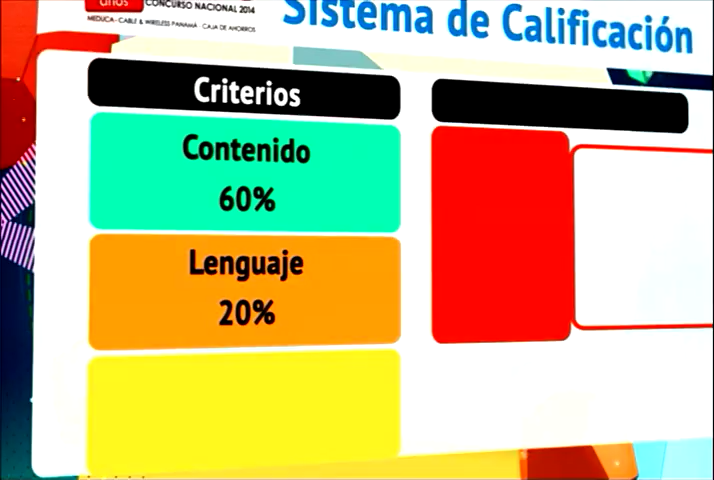 años
CONCURSO NACIONAL 2014
MEDUCA - CABLE & WIRELESS PANAMÁ - CAJA DE AHORROS
Sistema de Calificación
Criterios
Contenido
60%
Lenguaje
20%